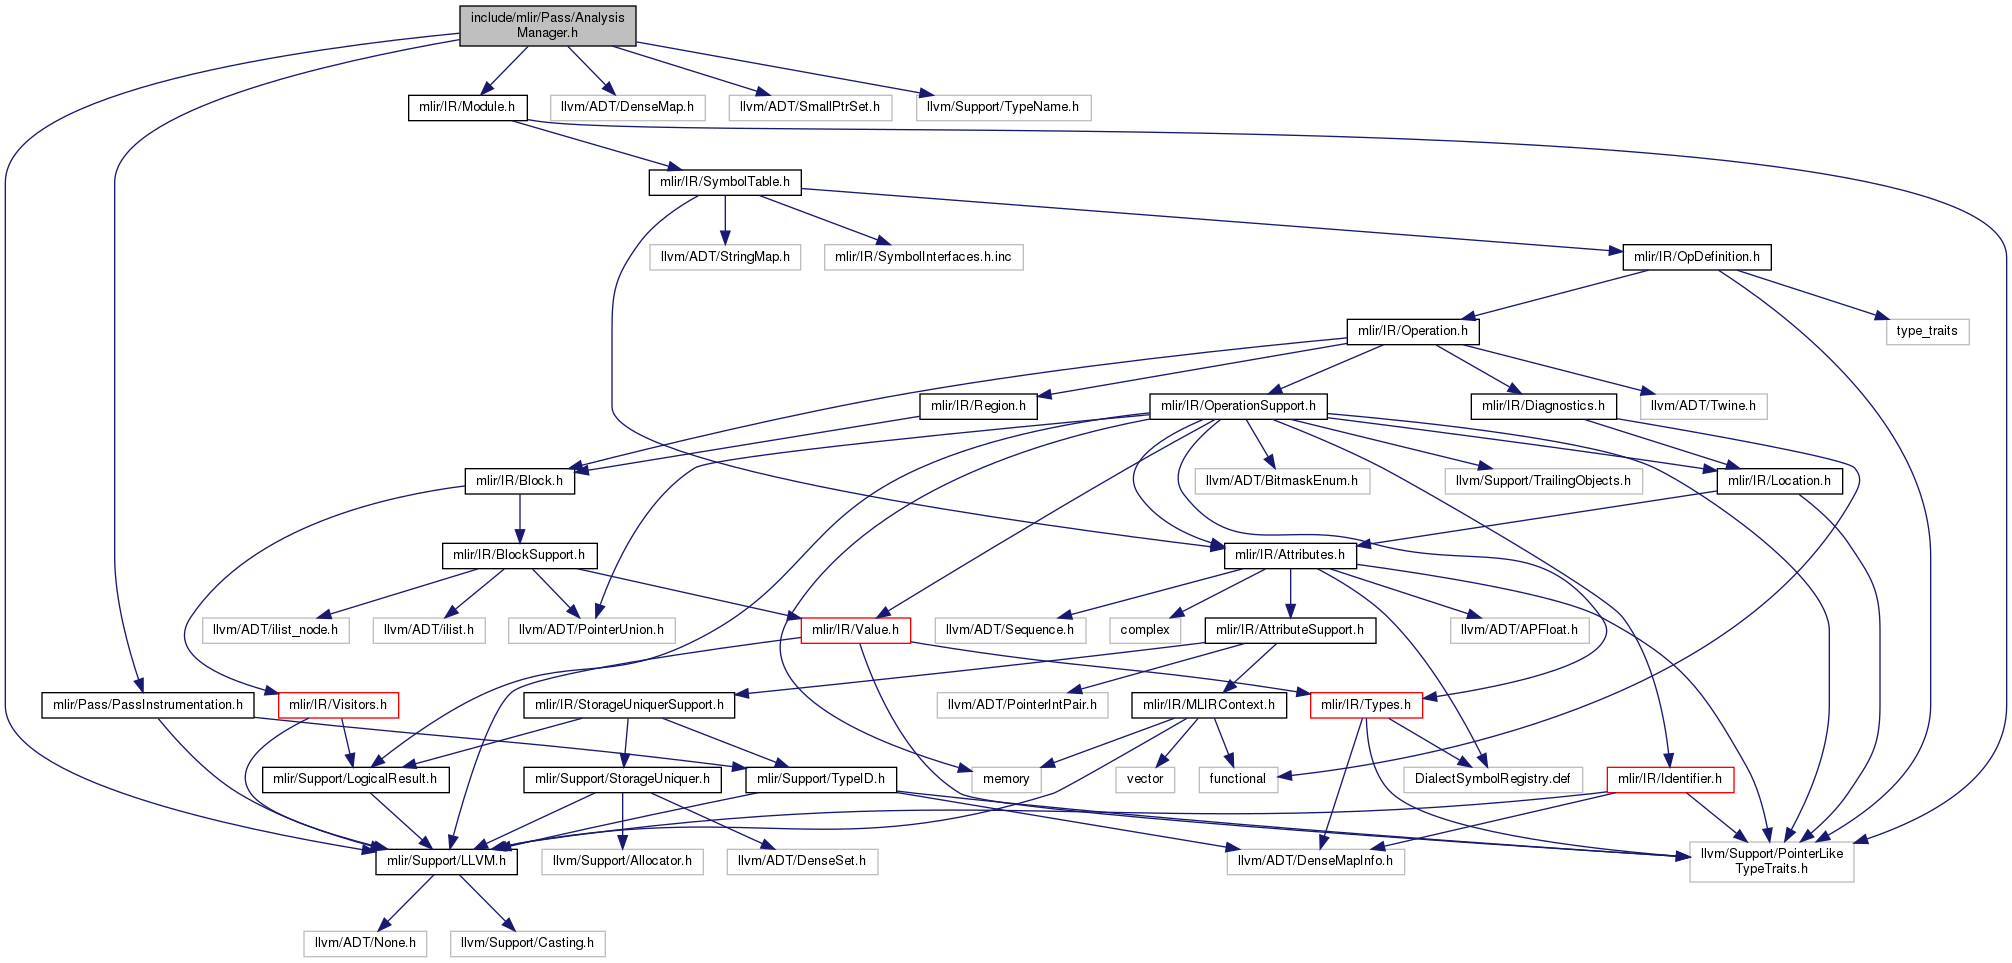 include/mlir/Pass/Analysis
Manager.h
mlir/IR/Module.h
llvm/ADT/DenseMap.h
llvm/ADT/SmallPtrSet.h
llvm/Support/TypeName.h
mlir/IR/SymbolTable.h
llvm/ADT/StringMap.h
mlir/IR/SymbolInterfaces.h.inc
mlir/IR/OpDefinition.h
mlir/IR/Operation.h
type_traits
mlir/IR/Region.h
mlir/IR/OperationSupport.h
mlir/IR/Diagnostics.h
llvm/ADT/Twine.h
mlir/IR/Block.h
llvm/ADT/BitmaskEnum.h
llvm/Support/TrailingObjects.h
mlir/IR/Location.h
mlir/IR/BlockSupport.h
mlir/IR/Attributes.h
llvm/ADT/ilist_node.h
llvm/ADT/ilist.h
llvm/ADT/PointerUnion.h
mlir/IR/Value.h
llvm/ADT/Sequence.h
complex
mlir/IR/AttributeSupport.h
llvm/ADT/APFloat.h
mlir/Pass/PassInstrumentation.h
mlir/IR/Visitors.h
mlir/IR/StorageUniquerSupport.h
llvm/ADT/PointerIntPair.h
mlir/IR/MLIRContext.h
mlir/IR/Types.h
mlir/Support/LogicalResult.h
mlir/Support/StorageUniquer.h
mlir/Support/TypeID.h
memory
vector
functional
DialectSymbolRegistry.def
mlir/IR/Identifier.h
mlir/Support/LLVM.h
llvm/Support/Allocator.h
llvm/ADT/DenseSet.h
llvm/ADT/DenseMapInfo.h
llvm/Support/PointerLike
TypeTraits.h
llvm/ADT/None.h
llvm/Support/Casting.h